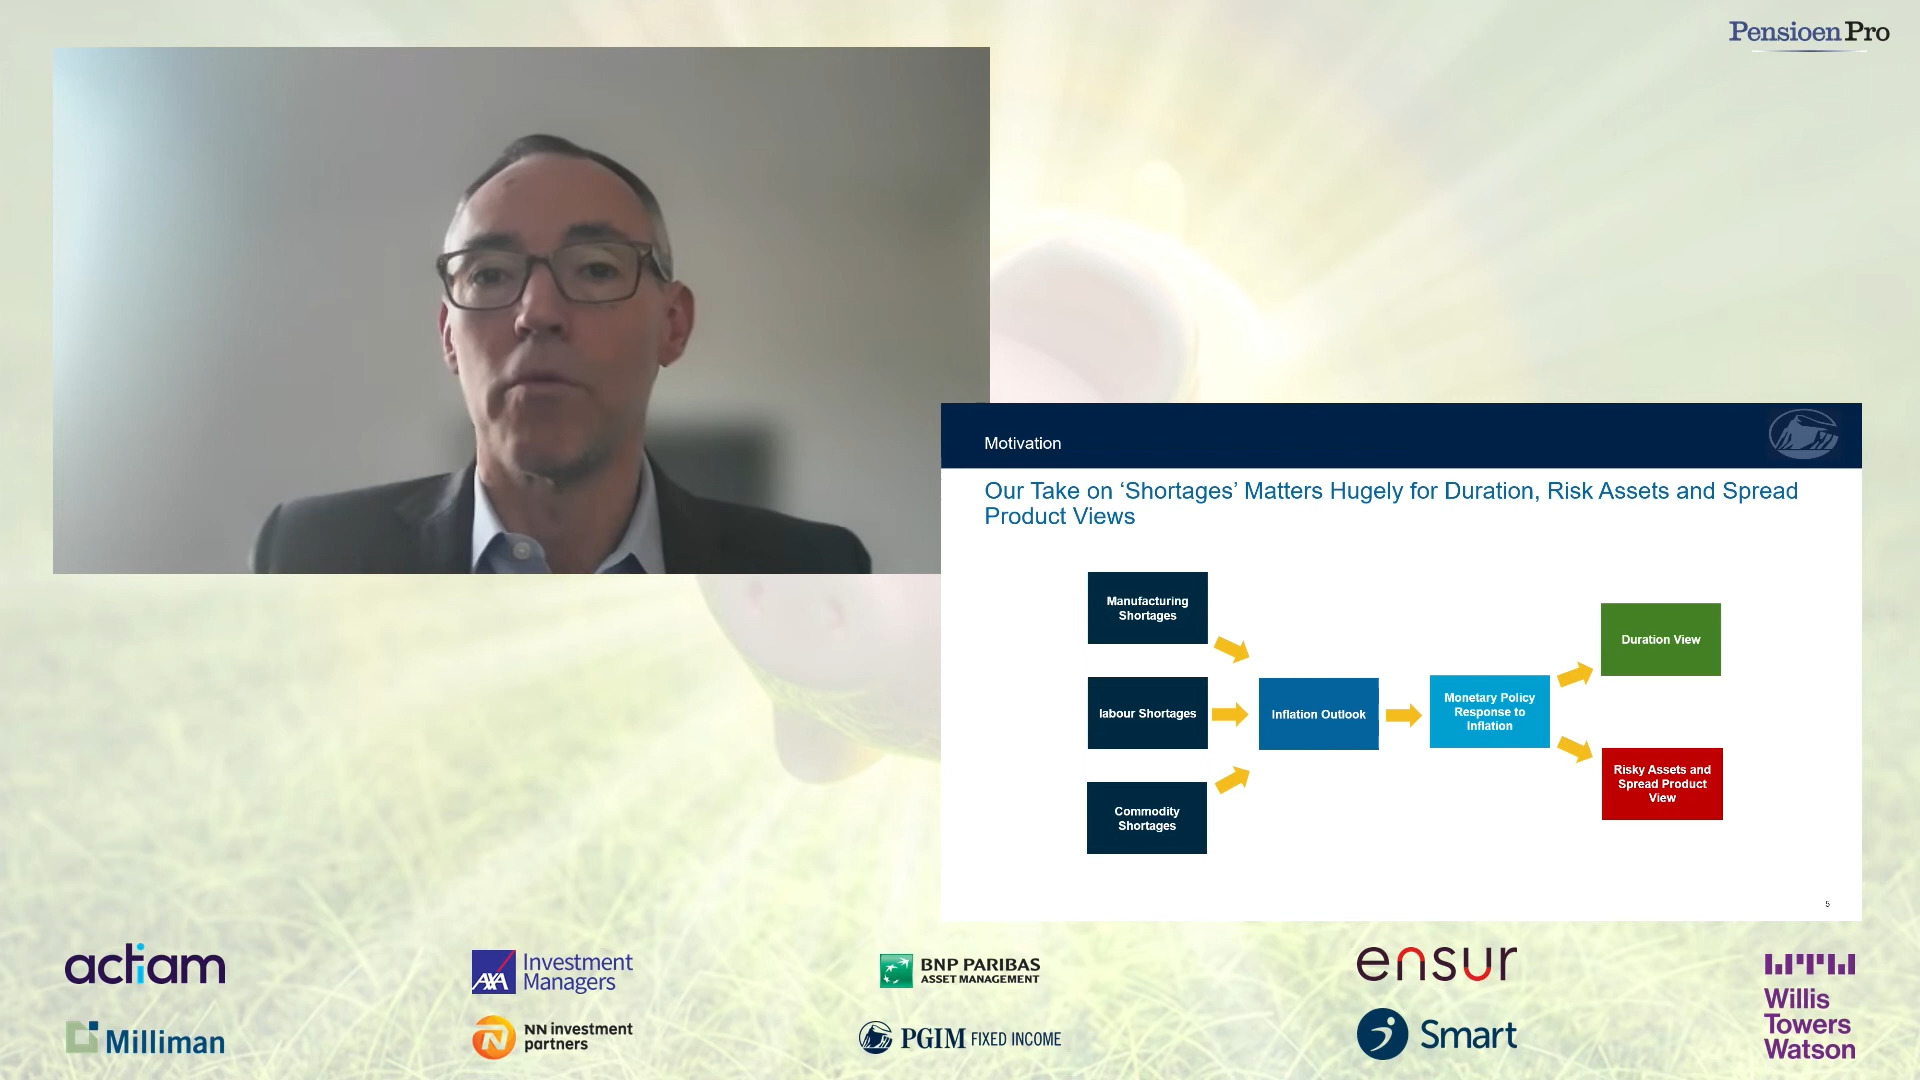 PensioenPro
Motivation
Our Take on ‘Shortages’ Matters Hugely for Duration, Risk Assets and Spread
Product Views
Manufacturing
Shortages
labour Shortages
Commodity
Shortages
Inflation Outlook
Monetary Policy
Response to
Inflation
Duration View
Risky Assets and
Spread Product
View
5
actiam
AXA
Investment
Managers
BNP PARIBAS
ASSET MANAGEMENT
ensur
Milliman
NN investment
partners
PGIM FIXED INCOME
Smart
WTW
Willis
Towers
Watson